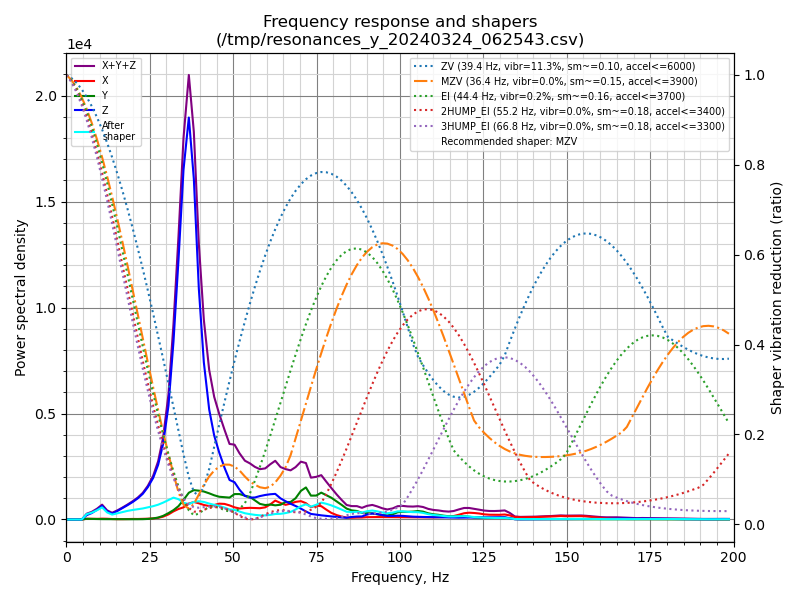 Frequency response and shapers
(/tmp/resonances_y_20240324_062543.csv)
1e4
X+Y+Z
X
Y
Z
After
shaper
ZV (39.4 Hz, vibr=11.3%, sm~=0.10, accel<=6000)
MZV (36.4 Hz, vibr=0.0%, sm~=0.15, accel<=3900)
EI (44.4 Hz, vibr=0.2%, sm~=0.16, accel<=3700)
2HUMP_EI (55.2 Hz, vibr=0.0%, sm~=0.18, accel<=3400)
3HUMP_EI (66.8 Hz, vibr=0.0%, sm~=0.18, accel<=3300)
Recommended shaper: MZV
Power spectral density
2.0
1.5
1.0
0.5
0.0
1.0
0.8
0.6
0.4
0.2
0.0
Shaper vibration reduction (ratio)
0 25 50 75 100 125 150 175 200
Frequency, Hz